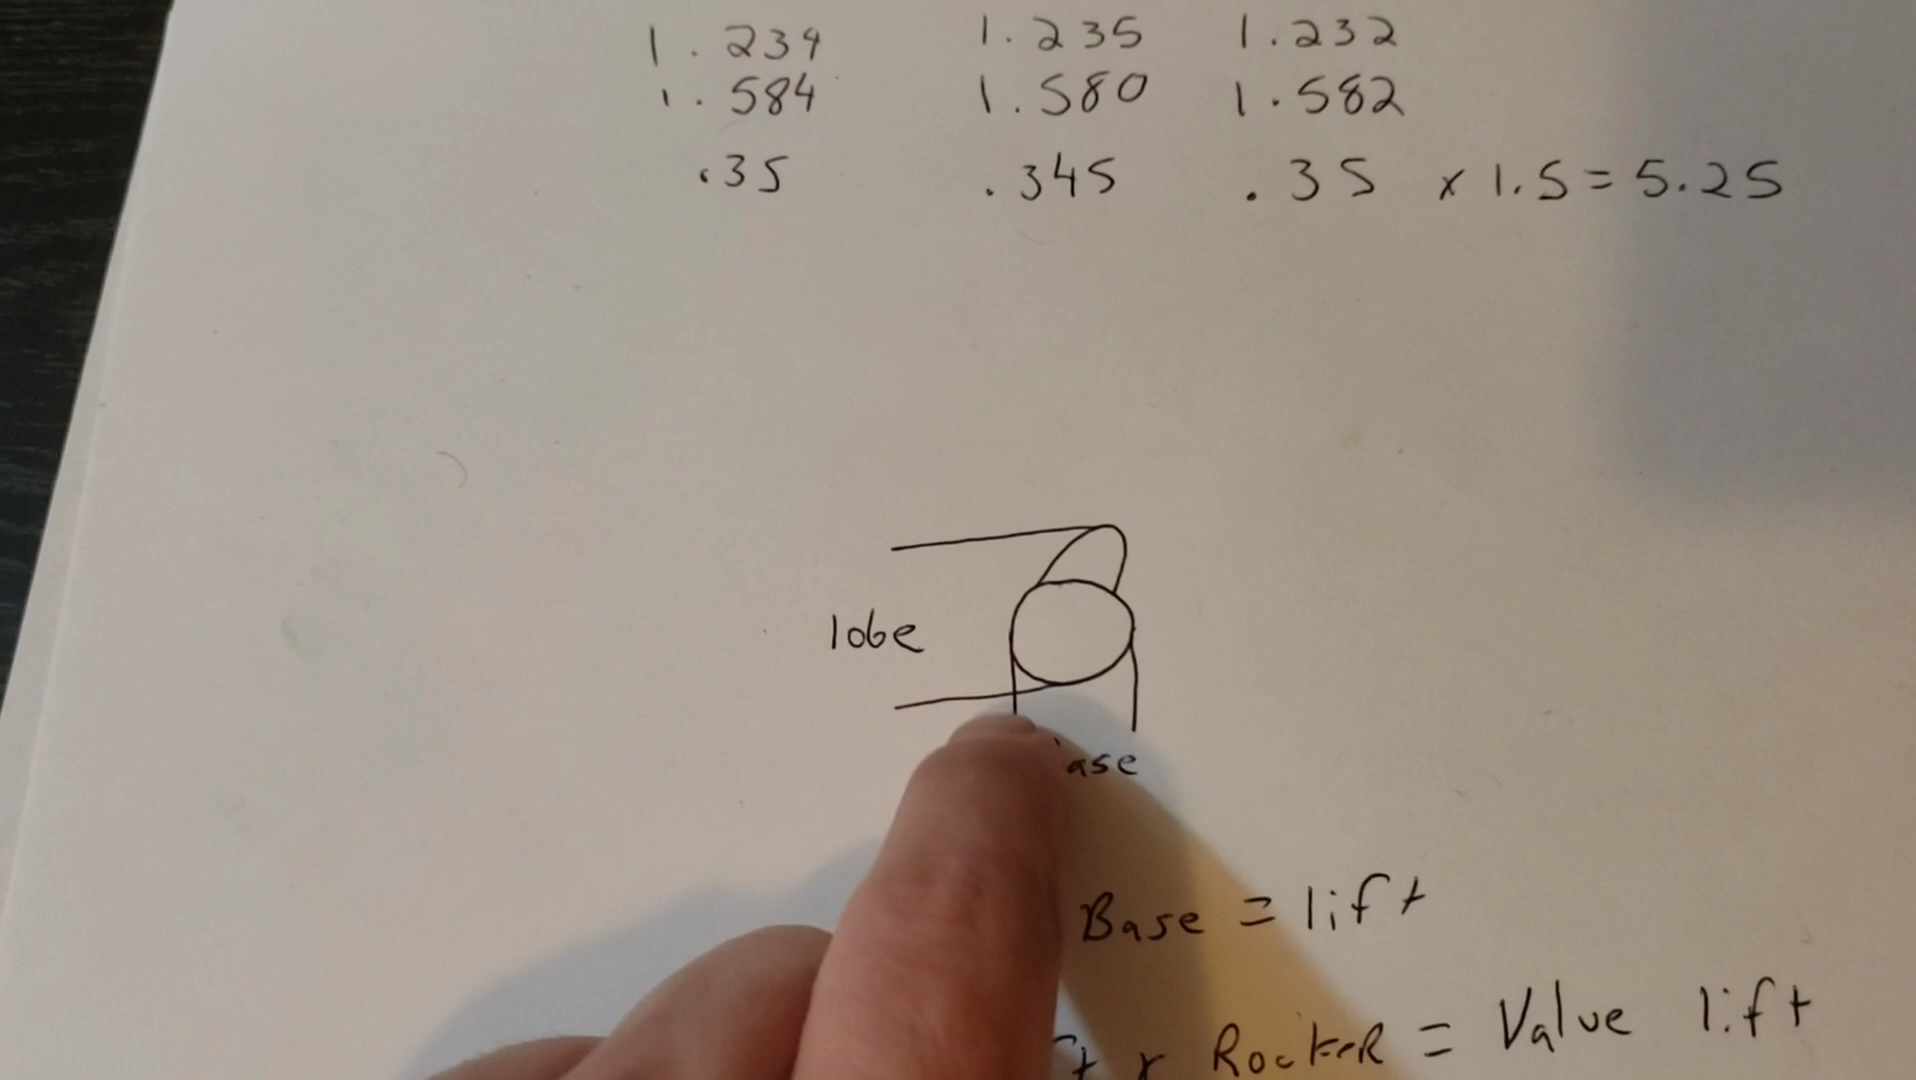 1.234 1.235 1.232
1.584 1.580 1.582
.35 .345 .35 x 1.5 = 5.25
lobe
ase
Base = lift
x Rocker = Value lift